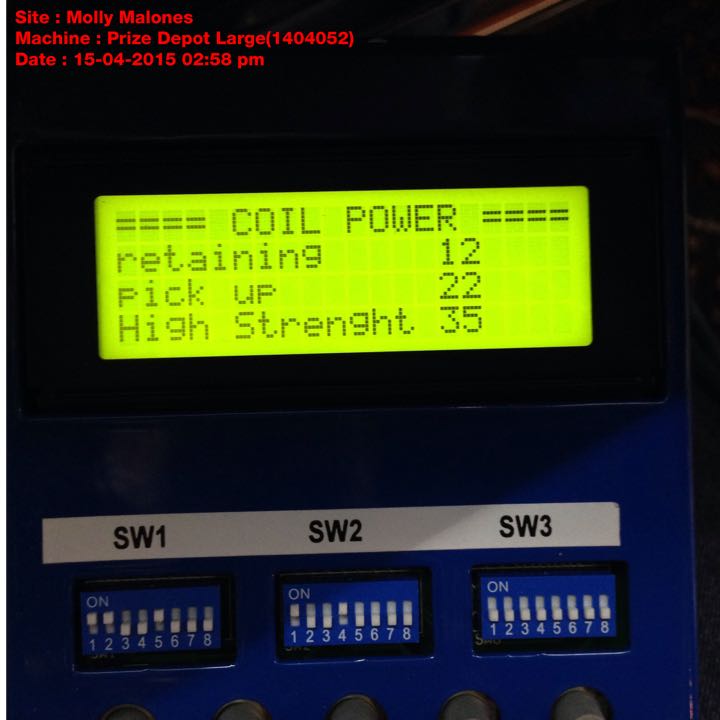 Site : Molly Malones
Machine : Prize Depot Large(1404052)
Date : 15-04-2015 02:58 pm
==== COIL POWER ====
retaining 12
pick up 22
High Strenght 35
SW1 SW2 SW3
ON ON ON
1 2 3 4 5 6 7 8 1 2 3 4 5 6 7 8 1 2 3 4 5 6 7 8